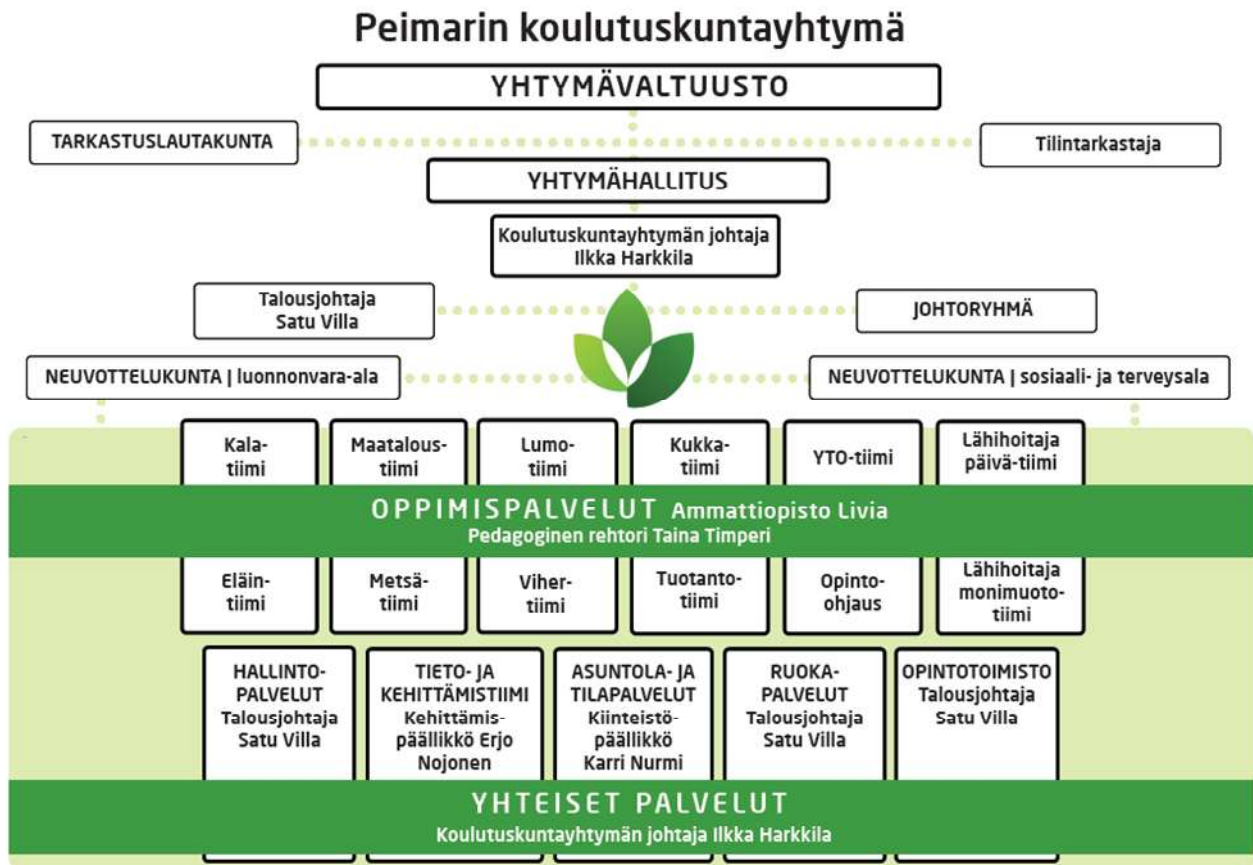 Peimarin koulutuskuntayhtymä
YHTYMÄVALTUUSTO
TARKASTUSLAUTAKUNTA
Tilintarkastaja
YHTYMÄHALLITUS
Koulutuskuntayhtymän johtaja
Ilkka Harkkila
Talousjohtaja
Satu Villa
JOHTORYHMÄ
NEUVOTTELUKUNTA | luonnonvara-ala
NEUVOTTELUKUNTA | sosiaali- ja terveysala
Kala-
tiimi
Maatalous-
tiimi
Lumo-
tiimi
Kukka-
tiimi
YTO-tiimi
Lähihoitaja
päivä-tiimi
OPPIMISPALVELUT Ammattiopisto Livia
Pedagoginen rehtori Taina Timperi
Eläin-
tiimi
Metsä-
tiimi
Viher-
tiimi
Tuotanto-
tiimi
Opinto-
ohjaus
Lähihoitaja
monimuoto-
tiimi
HALLINTO-
PALVELUT
Talousjohtaja
Satu Villa
TIETO- JA
KEHITTÄMISTIIMI
Kehittämis-
päällikkö Erjo
Nojonen
ASUNTOLA- JA
TILAPALVELUT
Kiinteistö-
päällikkö
Karri Nurmi
RUOKA-
PALVELUT
Talousjohtaja
Satu Villa
OPINTOTOIMISTO
Talousjohtaja
Satu Villa
YHTEISET PALVELUT
Koulutuskuntayhtymän johtaja Ilkka Harkkila